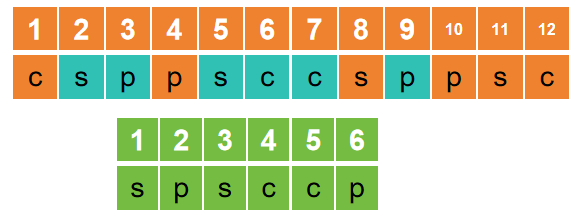 1 2 3 4 5 6 7 8 9 10 11 12
c s p p s c c s p p s c
1 2 3 4 5 6
s p s c c p